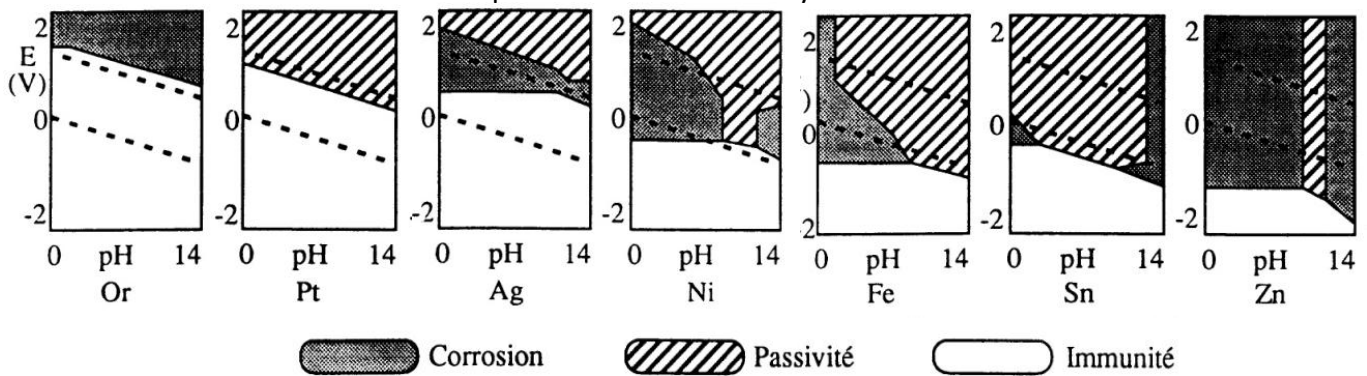 2 2 2 2 2 2 2
E
(V)
0 0 0 0 0 0 0
-2 -2 -2 -2 2 -2 -2
0 pH 14 0 pH 14 0 pH 14 0 pH 14 0 pH 14 0 pH 14 0 pH 14
Or Pt Ag Ni Fe Sn Zn
Corrosion Passivité Immunité